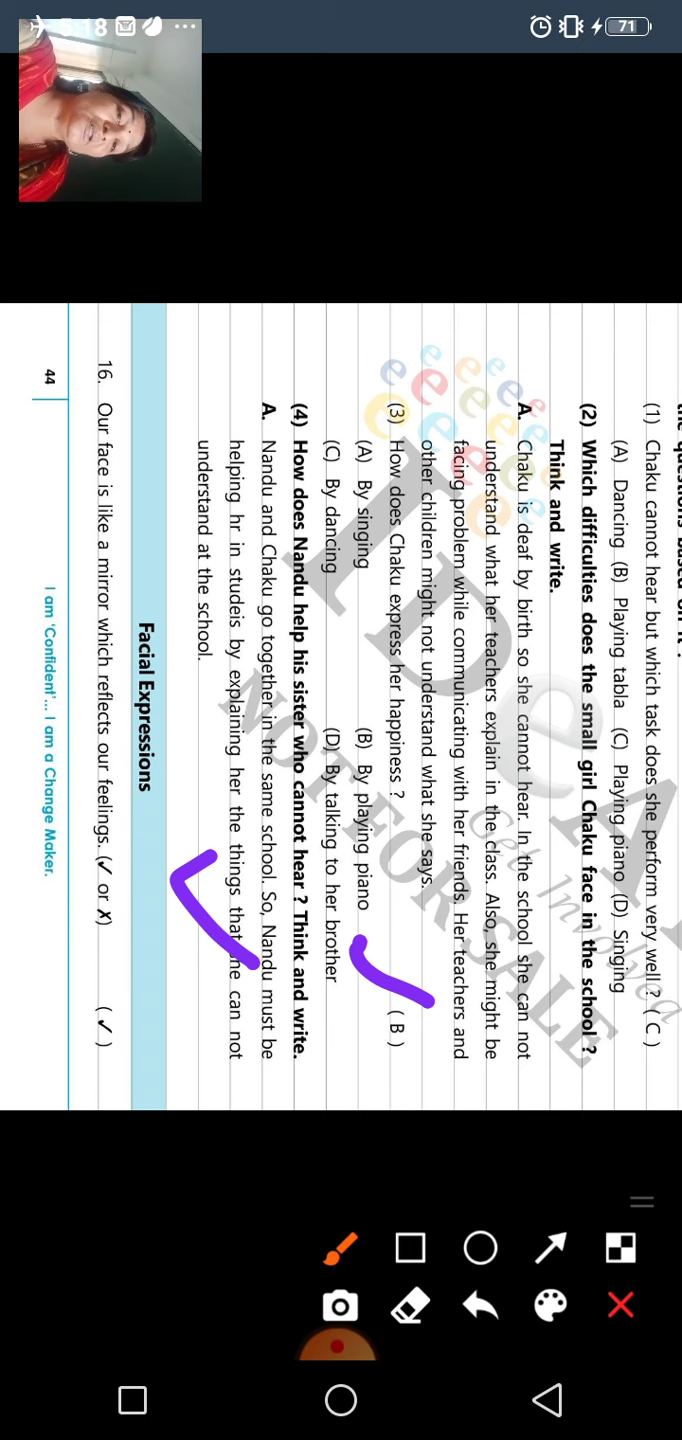 5:18
71
(1) Chaku cannot hear but which task does she perform very well ? ( C )
(A) Dancing (B) Playing tabla (C) Playing piano (D) Singing
(2) Which difficulties does the small girl Chaku face in the school ?
Think and write.
A. Chaku is deaf by birth so she cannot hear. In the school she can not
understand what her teachers explain in the class. Also, she might be
facing problem while communicating with her friends. Her teachers and
other children might not understand what she says.
(3) How does Chaku express her happiness ? ( B )
(A) By singing (B) By playing piano
(C) By dancing (D) By talking to her brother
(4) How does Nandu help his sister who cannot hear ? Think and write.
A. Nandu and Chaku go together in the same school. So, Nandu must be
helping hr in studeis by explaining her the things that he can not
understand at the school.
Facial Expressions
16. Our face is like a mirror which reflects our feelings. (✓ or ✗) ( ✓ )
44 I am 'Confident'... I am a Change Maker.
Get Involved
NOT FOR SALE